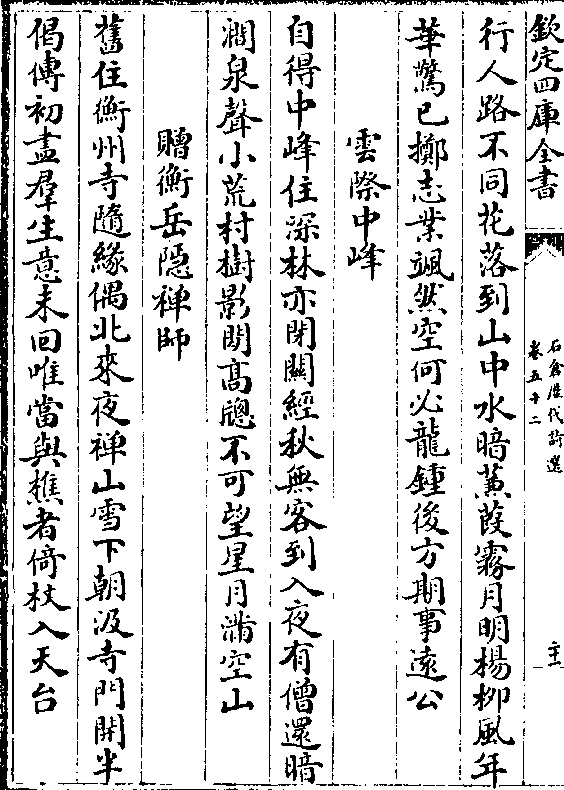 欽定四庫全書
石倉歷代詩選
卷五十二
行人路不同花落到山中水暗蒹葭霧月明楊柳風年
華驚已擲志業颯然空何必龍鍾後方期事遠公
雲際中峰
自得中峰住深林亦閉關經秋無客到入夜有僧還暗
澗泉聲小荒村樹影閑高牕不可望星月滿空山
贈衡岳隱禪師
舊住衡州寺隨緣偶北來夜禪山雪下朝汲寺門開半
偈傳初盡羣生意未回唯當與樵者倚杖入天台